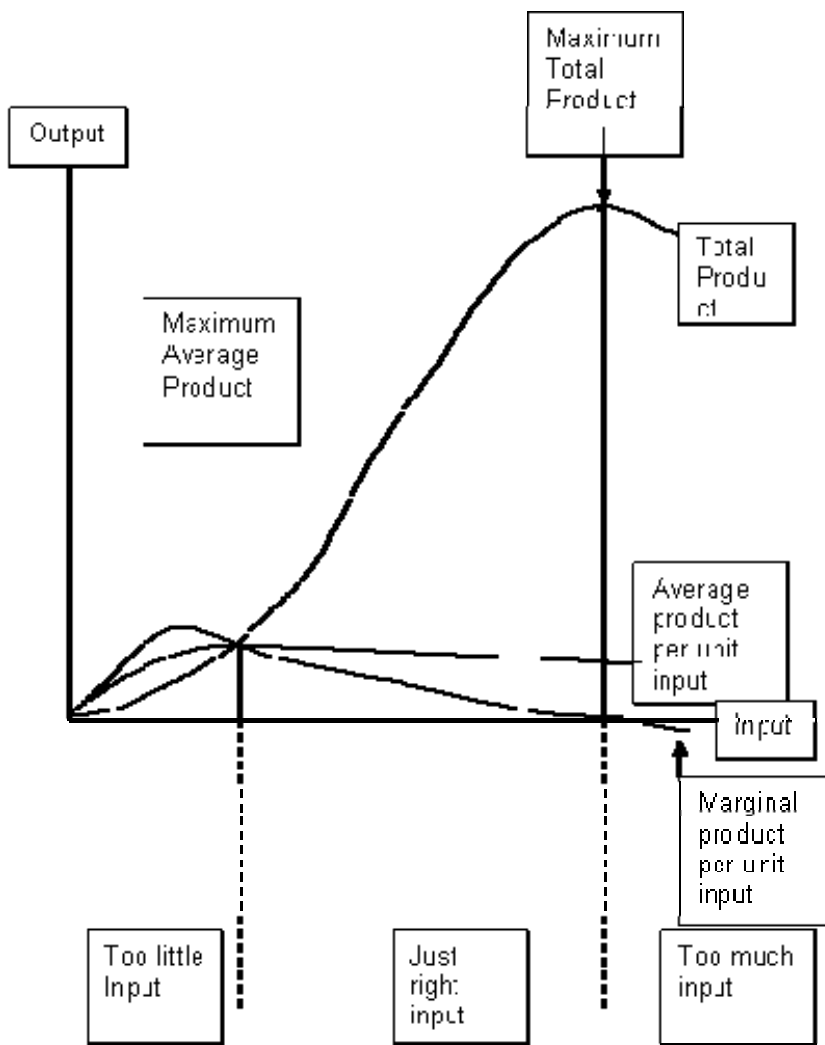 Maximum
Total
Product
Output
Total
Produ
ct
Maximum
Average
Product
Average
product
per unit
input
Input
Marginal
product
per unit
input
Too little
Input
Just
right
input
Too much
input